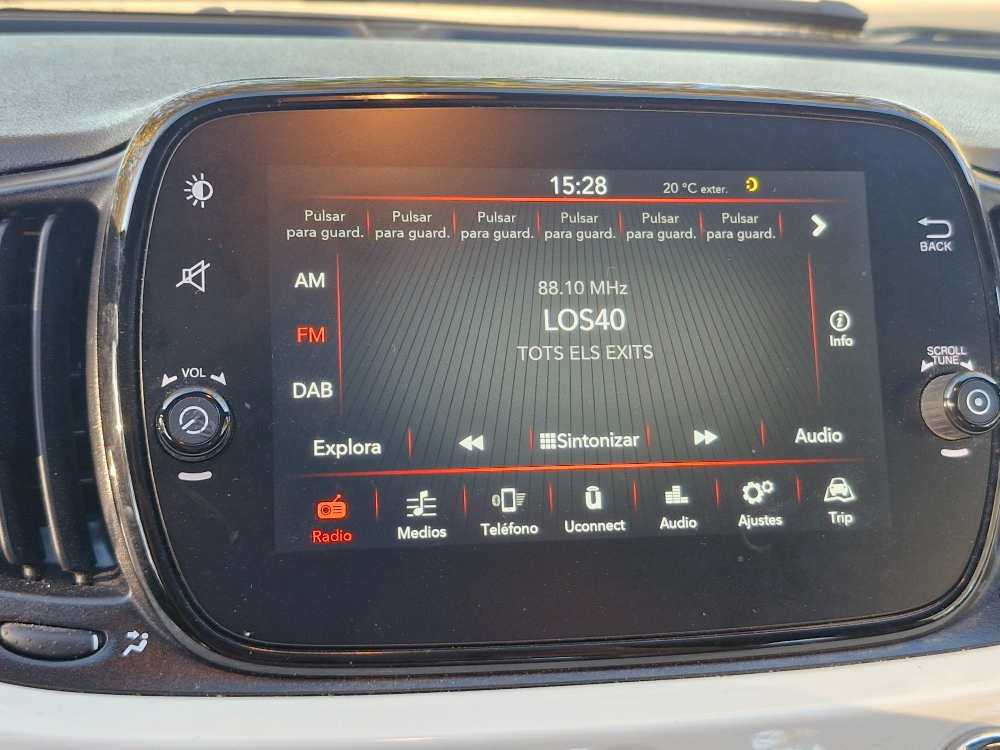 15:28
20 °C exter.
Pulsar
para guard.
Pulsar
para guard.
Pulsar
para guard.
Pulsar
para guard.
Pulsar
para guard.
Pulsar
para guard.
BACK
AM
88.10 MHz
FM
LOS40
TOTS ELS EXITS
Info
DAB
VOL
SCROLL
TUNE
Explora
Sintonizar
Audio
Radio
Medios
Teléfono
Uconnect
Audio
Ajustes
Trip